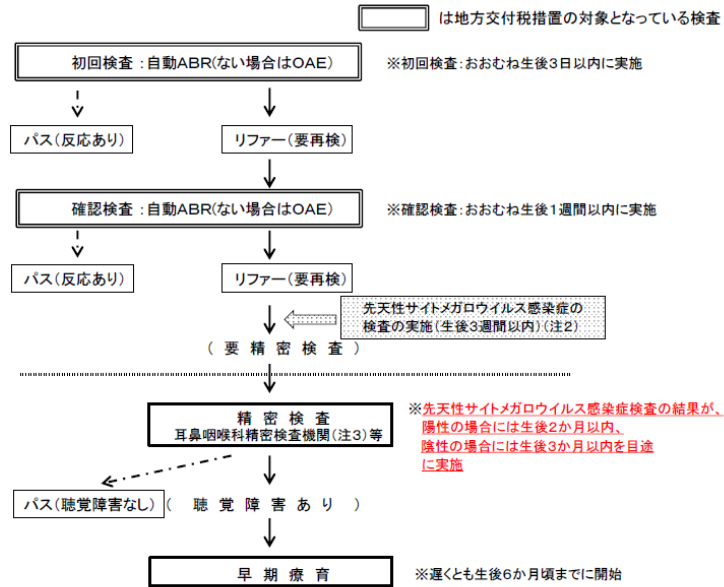 は地方交付税措置の対象となっている検査
初回検査:自動ABR(ない場合はOAE)
※初回検査:おおむね生後3日以内に実施
パス(反応あり)
リファー(要再検)
確認検査:自動ABR(ない場合はOAE)
※確認検査:おおむね生後1週間以内に実施
パス(反応あり)
リファー(要再検)
先天性サイトメガロウイルス感染症の
検査の実施(生後3週間以内)(注2)
(要精密検査)
精密検査
耳鼻咽喉科精密検査機関(注3)等
※先天性サイトメガロウイルス感染症検査の結果が、
陽性の場合には生後2か月以内、
陰性の場合には生後3か月以内を目途
に実施
パス(聴覚障害なし)
(聴覚障害あり)
早期療育
※遅くとも生後6か月頃までに開始